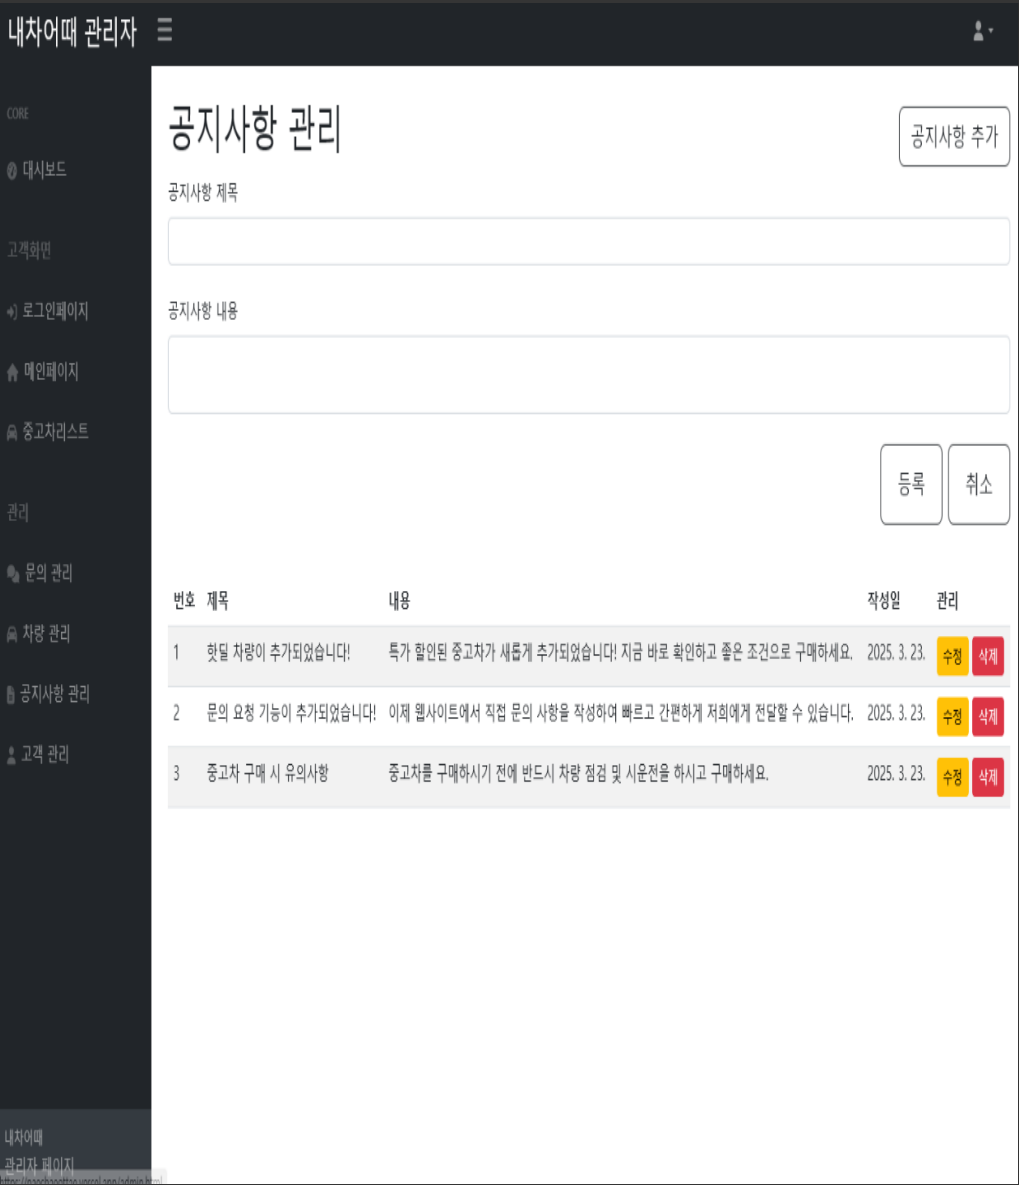 내차어때 관리자
CORE
대시보드
고객화면
로그인페이지
메인페이지
중고차리스트
관리
문의 관리
차량 관리
공지사항 관리
고객 관리
내차어때
관리자 페이지
공지사항 관리
공지사항 추가
공지사항 제목
공지사항 내용
등록 취소
번호 제목 내용 작성일 관리
1 핫딜 차량이 추가되었습니다! 특가 할인된 중고차가 새롭게 추가되었습니다! 지금 바로 확인하고 좋은 조건으로 구매하세요. 2025. 3. 23. 수정 삭제
2 문의 요청 기능이 추가되었습니다! 이제 웹사이트에서 직접 문의 사항을 작성하여 빠르고 간편하게 저희에게 전달할 수 있습니다. 2025. 3. 23. 수정 삭제
3 중고차 구매 시 유의사항 중고차를 구매하시기 전에 반드시 차량 점검 및 시운전을 하시고 구매하세요. 2025. 3. 23. 수정 삭제